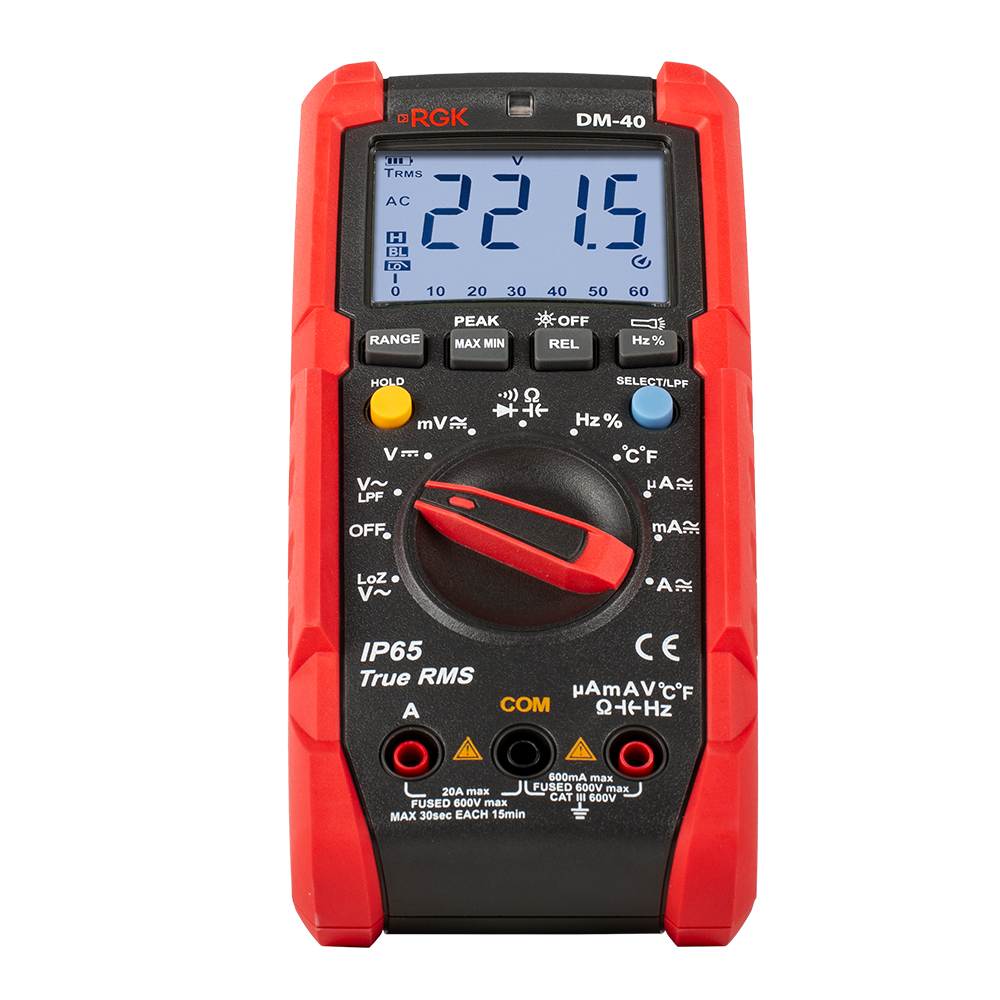 RGK DM-40
V
TRMS
AC 221.5
H
BL
LO
0 10 20 30 40 50 60
PEAK OFF
RANGE MAX MIN REL Hz %
HOLD SELECT/LPF
Ω
mV≂ Hz %
V⎓ °C°F
V~ LPF µA≂
OFF mA≂
LoZ V~ A≂
IP65 CE
True RMS
A COM µAmAV°C°F
Ω Hz
600mA max
20A max FUSED 600V max
FUSED 600V max CAT III 600V
MAX 30sec EACH 15min